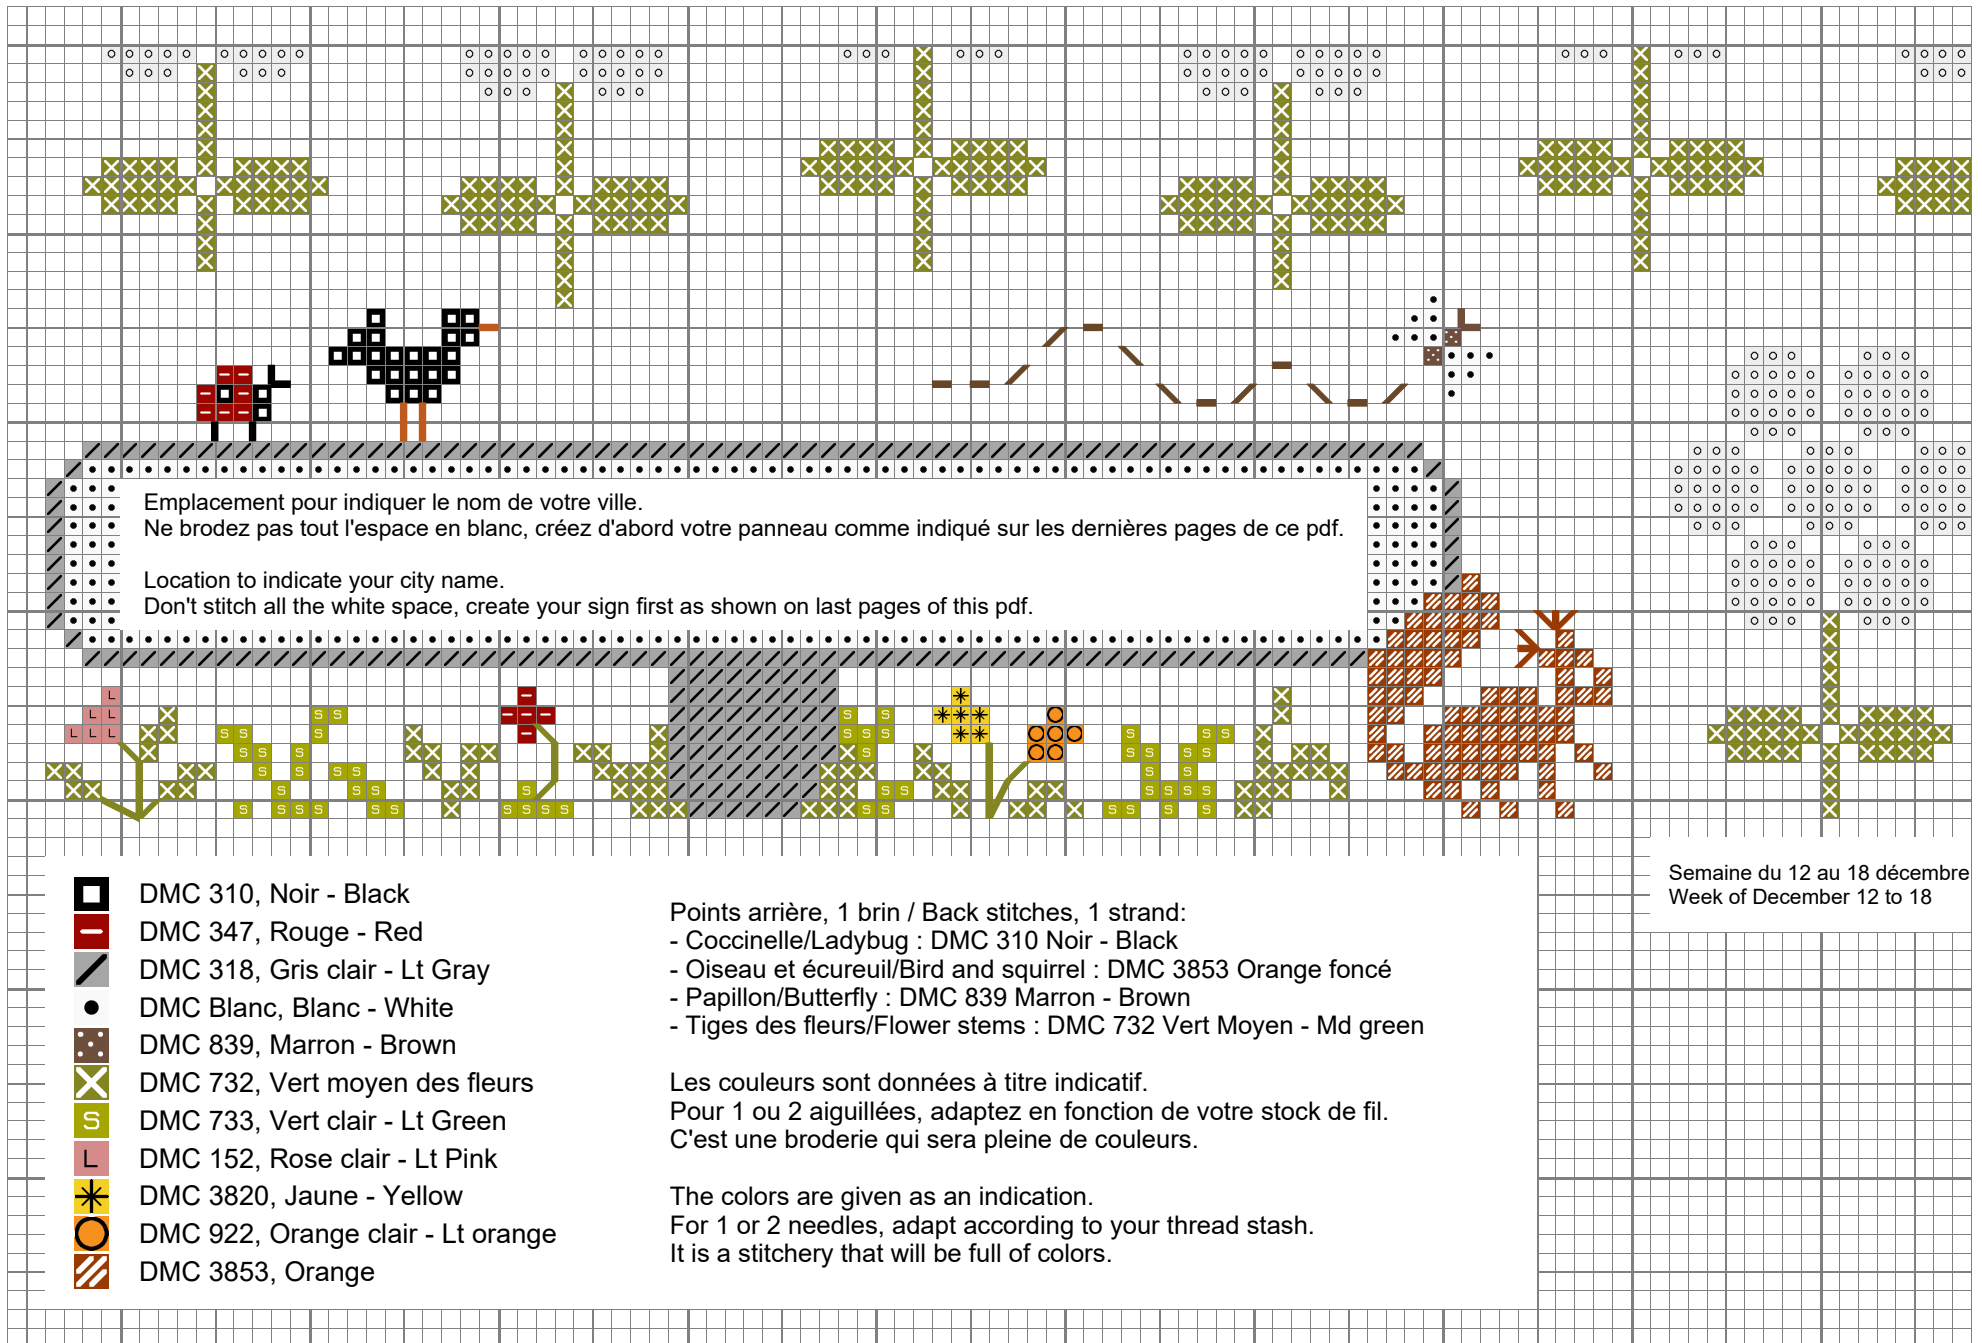 Emplacement pour indiquer le nom de votre ville.
Ne brodez pas tout l'espace en blanc, créez d'abord votre panneau comme indiqué sur les dernières pages de ce pdf.
Location to indicate your city name.
Don't stitch all the white space, create your sign first as shown on last pages of this pdf.
Semaine du 12 au 18 décembre
Week of December 12 to 18
DMC 310, Noir - Black
DMC 347, Rouge - Red
DMC 318, Gris clair - Lt Gray
DMC Blanc, Blanc - White
DMC 839, Marron - Brown
DMC 732, Vert moyen des fleurs
DMC 733, Vert clair - Lt Green
DMC 152, Rose clair - Lt Pink
DMC 3820, Jaune - Yellow
DMC 922, Orange clair - Lt orange
DMC 3853, Orange
Points arrière, 1 brin / Back stitches, 1 strand:
- Coccinelle/Ladybug : DMC 310 Noir - Black
- Oiseau et écureuil/Bird and squirrel : DMC 3853 Orange foncé
- Papillon/Butterfly : DMC 839 Marron - Brown
- Tiges des fleurs/Flower stems : DMC 732 Vert Moyen - Md green
Les couleurs sont données à titre indicatif.
Pour 1 ou 2 aiguillées, adaptez en fonction de votre stock de fil.
C'est une broderie qui sera pleine de couleurs.
The colors are given as an indication.
For 1 or 2 needles, adapt according to your thread stash.
It is a stitchery that will be full of colors.